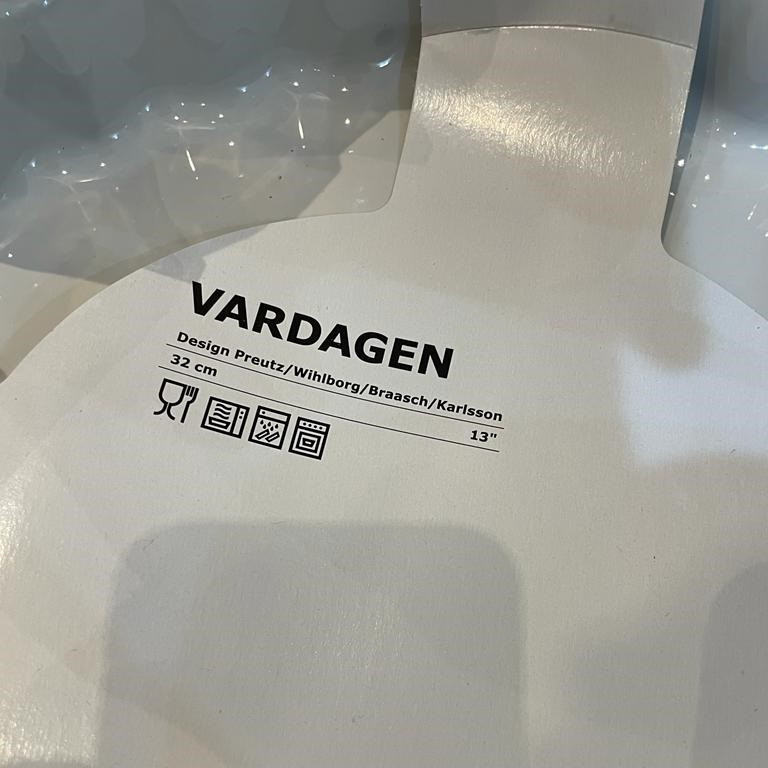 VARDAGEN
Design Preutz/Wihlborg/Braasch/Karlsson
32 cm 13"